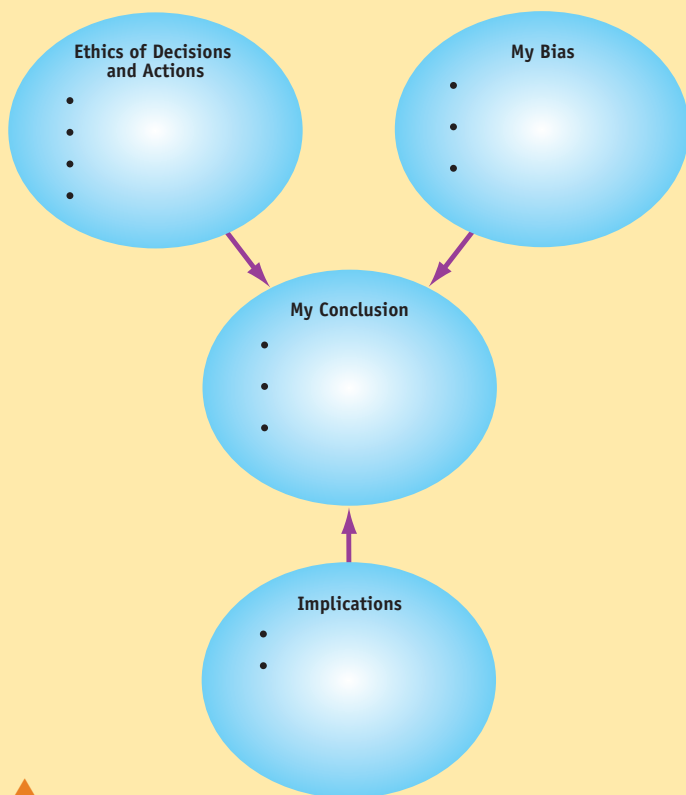 Ethics of Decisions
and Actions
•
•
•
•
My Bias
•
•
•
My Conclusion
•
•
•
Implications
•
•